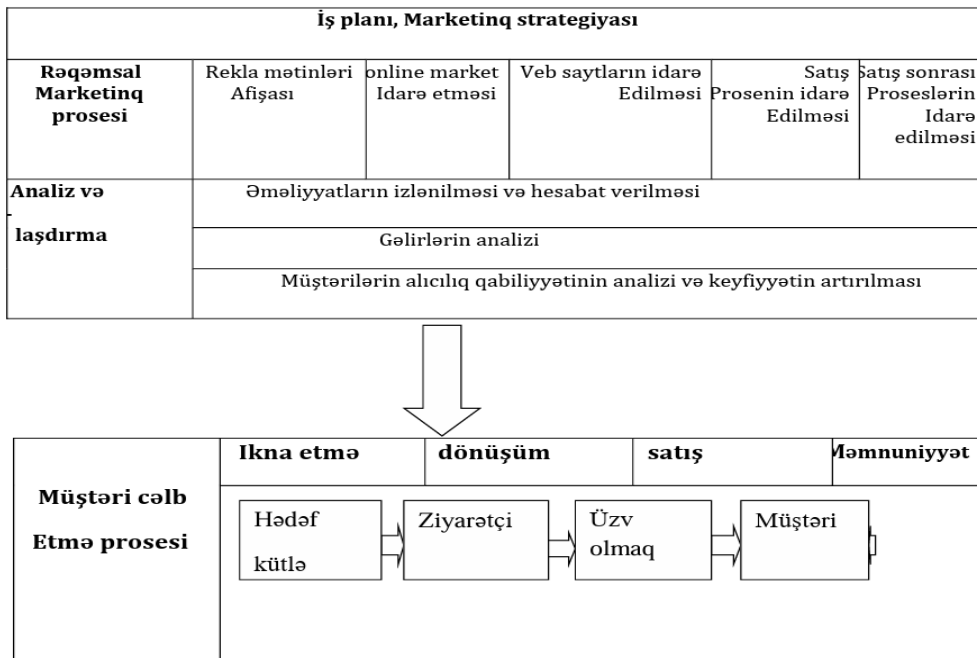 İş planı, Marketinq strategiyası
Rəqəmsal
Marketinq
prosesi
Rekla mətinləri
Afişası
online market
Idarə etməsi
Veb saytların idarə
Edilməsi
Satış
Prosenin idarə
Edilməsi
Satış sonrası
Proseslərin
Idarə
edilməsi
Analiz və
-
laşdırma
Əməliyyatların izlənilməsi və hesabat verilməsi
Gəlirlərin analizi
Müştərilərin alıcılıq qabiliyyətinin analizi və keyfiyyətin artırılması
Müştəri cəlb
Etmə prosesi
Ikna etmə
dönüşüm
satış
Məmnuniyyət
Hədəf
kütlə
Ziyarətçi
Üzv
olmaq
Müştəri